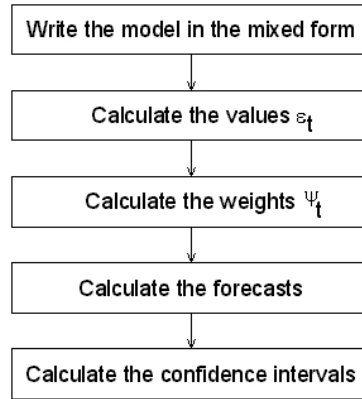 Write the model in the mixed form
Calculate the values εt
Calculate the weights Ψt
Calculate the forecasts
Calculate the confidence intervals